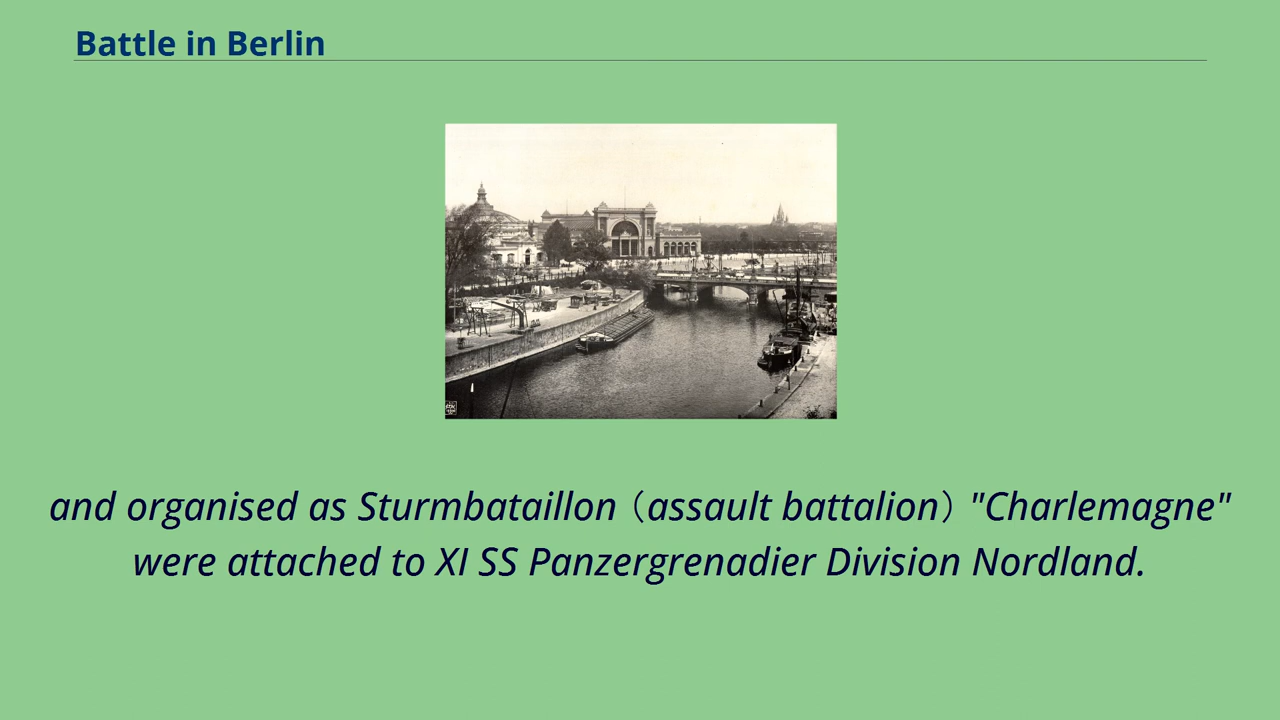 Battle in Berlin
and organised as Sturmbataillon (assault battalion) "Charlemagne"
were attached to XI SS Panzergrenadier Division Nordland.